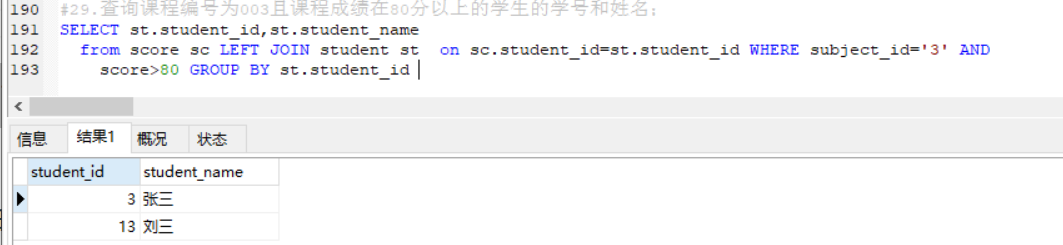 190 #29.查询课程编号为003且课程成绩在80分以上的学生的学号和姓名;
191 SELECT st.student_id,st.student_name
192 from score sc LEFT JOIN student st on sc.student_id=st.student_id WHERE subject_id='3' AND
193 score>80 GROUP BY st.student_id
信息 结果1 概况 状态
student_id student_name
3 张三
13 刘三